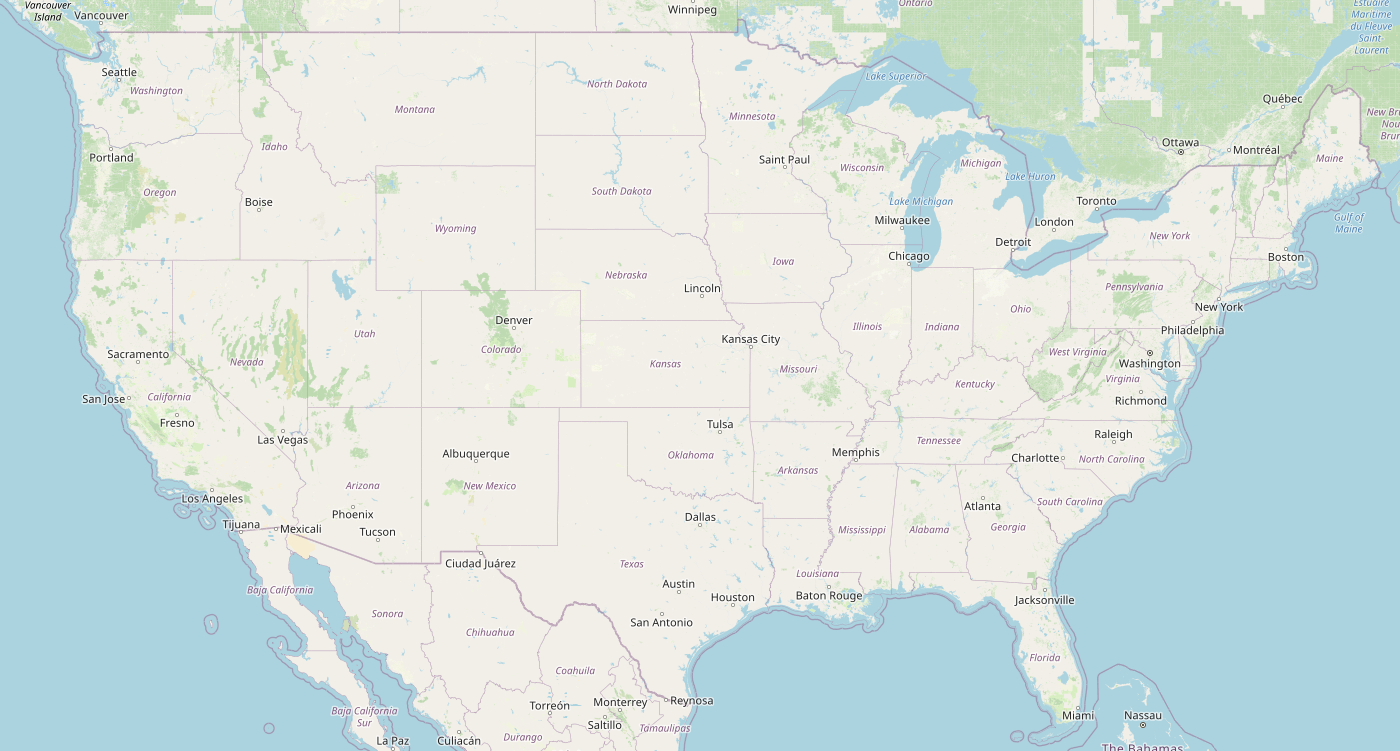 Vancouver
Island
Vancouver
Winnipeg
Ontario
Estuaire
Maritime
du Fleuve
Saint-
Laurent
Seattle
Washington
Montana
North Dakota
Minnesota
Lake Superior
Québec
Portland
Idaho
Saint Paul
Wisconsin
Michigan
Ottawa
Montréal
Maine
Oregon
Boise
South Dakota
Lake Huron
Lake Michigan
Toronto
Wyoming
Milwaukee
London
New York
Gulf of
Maine
Detroit
Chicago
Boston
Nebraska
Iowa
Lincoln
Pennsylvania
New York
Ohio
Denver
Utah
Colorado
Illinois
Indiana
Philadelphia
Kansas City
Sacramento
Nevada
Kansas
Missouri
West Virginia
Washington
Virginia
Kentucky
San Jose
California
Richmond
Fresno
Las Vegas
Tulsa
Raleigh
Albuquerque
Oklahoma
Memphis
Tennessee
Charlotte
North Carolina
Arkansas
Arizona
New Mexico
Los Angeles
Phoenix
Atlanta
South Carolina
Tijuana
Mexicali
Tucson
Dallas
Mississippi
Alabama
Georgia
Ciudad Juárez
Texas
Louisiana
Baja California
Austin
Houston
Baton Rouge
Jacksonville
Sonora
Chihuahua
San Antonio
Florida
Coahuila
Torreón
Monterrey
Reynosa
Baja California
Sur
Saltillo
Tamaulipas
Miami
Nassau
La Paz
Culiacán
Durango
The Bahamas